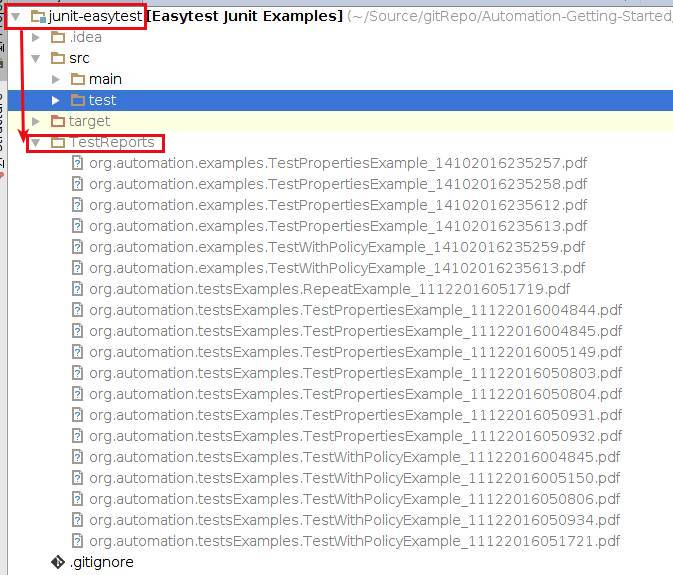 junit-easytest [Easytest Junit Examples] (~/Source/gitRepo/Automation-Getting-Started/
.idea
src
main
test
target
TestReports
org.automation.examples.TestPropertiesExample_14102016235257.pdf
org.automation.examples.TestPropertiesExample_14102016235258.pdf
org.automation.examples.TestPropertiesExample_14102016235612.pdf
org.automation.examples.TestPropertiesExample_14102016235613.pdf
org.automation.examples.TestWithPolicyExample_14102016235259.pdf
org.automation.examples.TestWithPolicyExample_14102016235613.pdf
org.automation.testsExamples.RepeatExample_11122016051719.pdf
org.automation.testsExamples.TestPropertiesExample_11122016004844.pdf
org.automation.testsExamples.TestPropertiesExample_11122016004845.pdf
org.automation.testsExamples.TestPropertiesExample_11122016005149.pdf
org.automation.testsExamples.TestPropertiesExample_11122016050803.pdf
org.automation.testsExamples.TestPropertiesExample_11122016050804.pdf
org.automation.testsExamples.TestPropertiesExample_11122016050931.pdf
org.automation.testsExamples.TestPropertiesExample_11122016050932.pdf
org.automation.testsExamples.TestWithPolicyExample_11122016004845.pdf
org.automation.testsExamples.TestWithPolicyExample_11122016005150.pdf
org.automation.testsExamples.TestWithPolicyExample_11122016050806.pdf
org.automation.testsExamples.TestWithPolicyExample_11122016050934.pdf
org.automation.testsExamples.TestWithPolicyExample_11122016051721.pdf
.gitignore